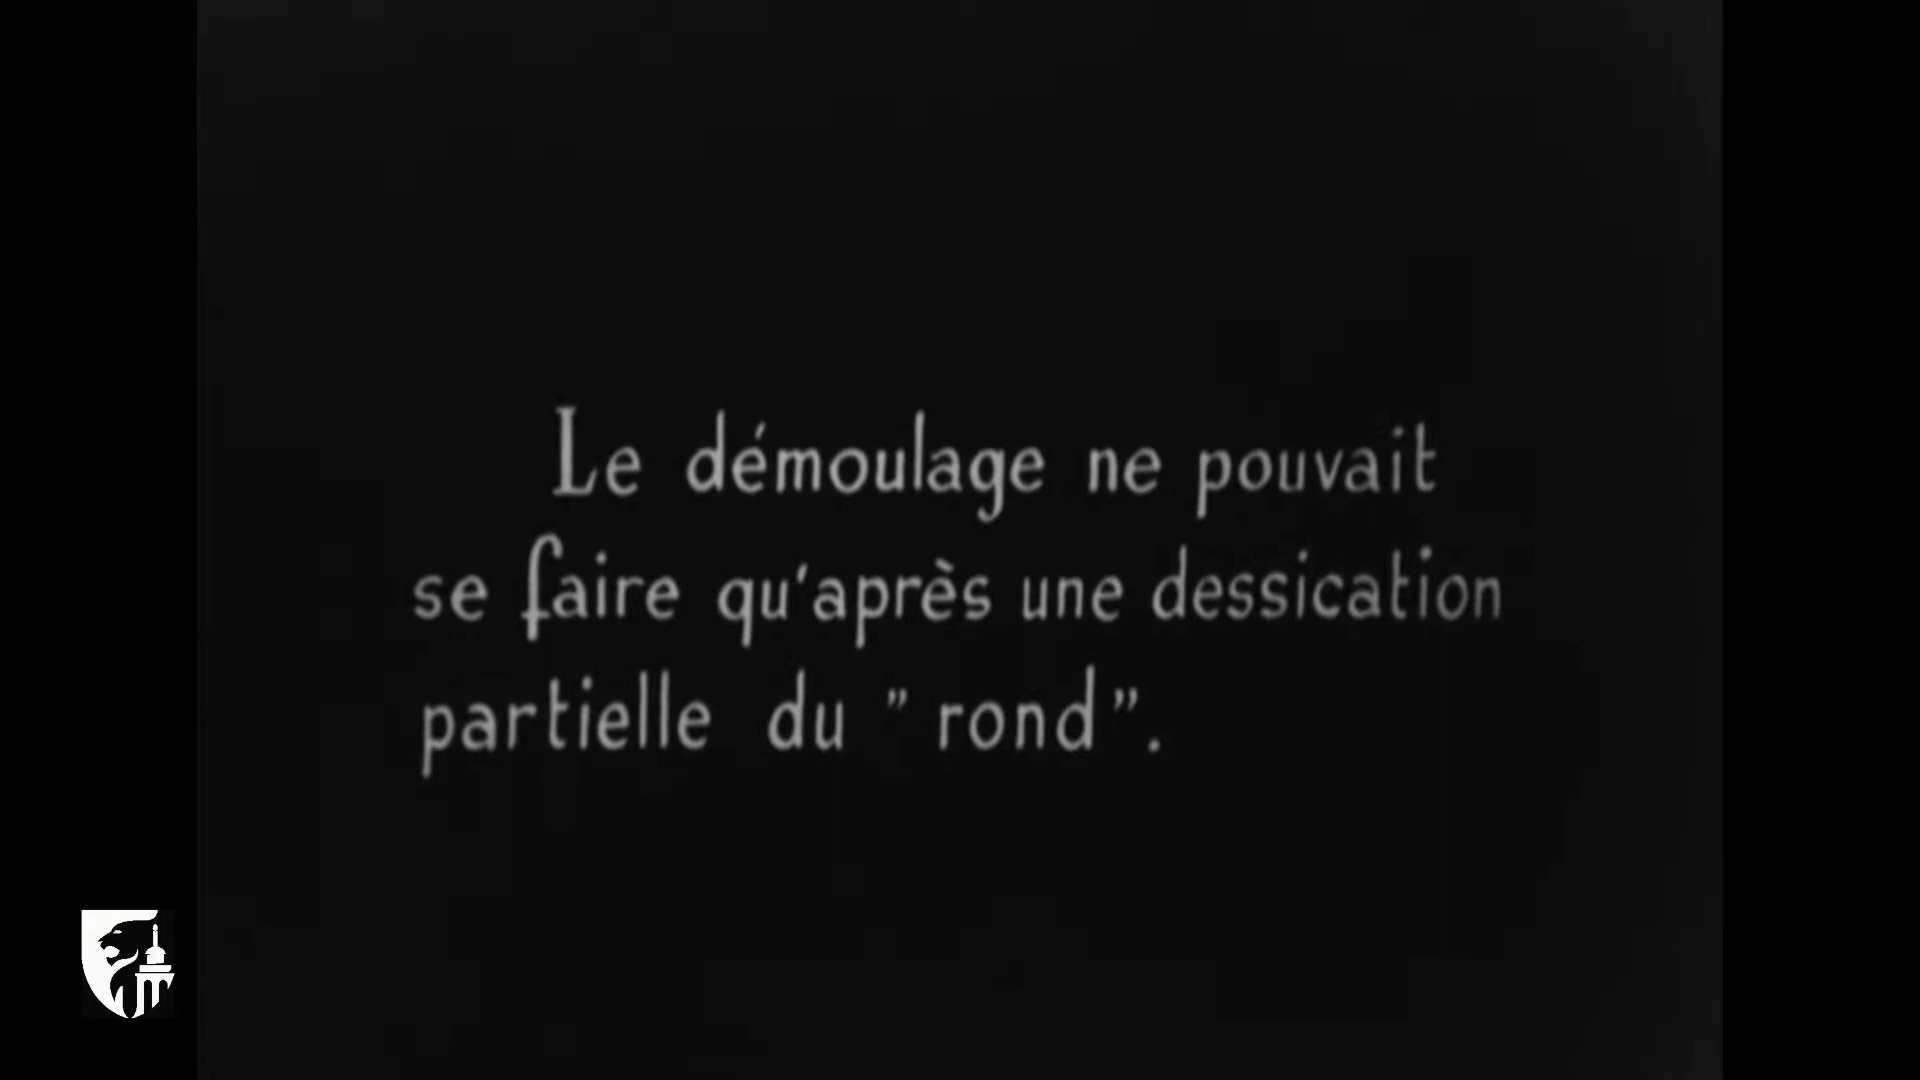 Le démoulage ne pouvait
se faire qu'après une dessication
partielle du " rond ".